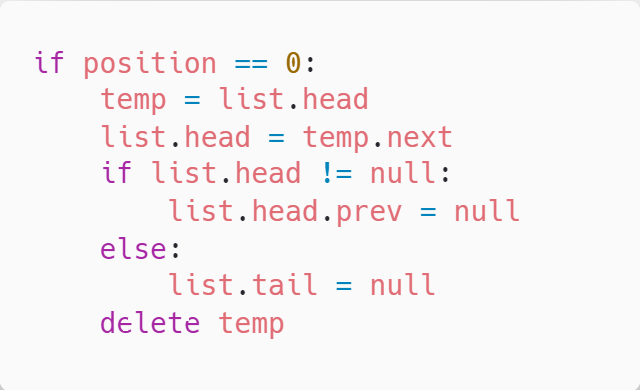 if position == 0:
    temp = list.head
    list.head = temp.next
    if list.head != null:
        list.head.prev = null
    else:
        list.tail = null
    delete temp